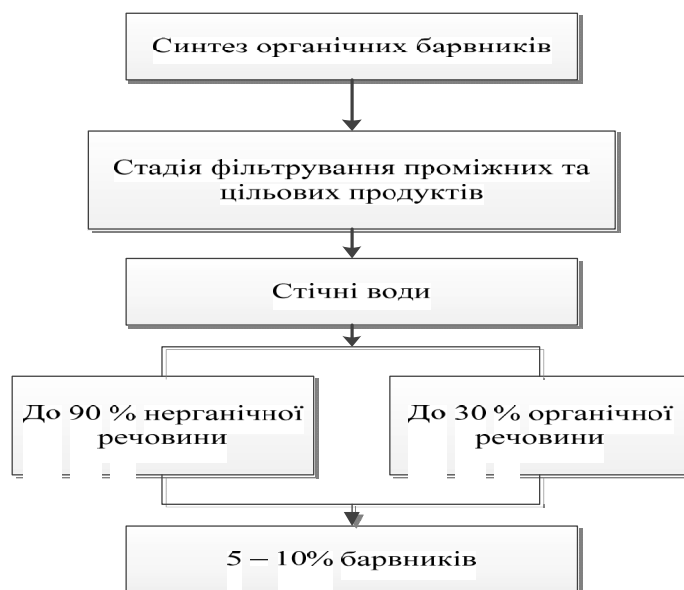 Синтез органічних барвників
Стадія фільтрування проміжних та
цільових продуктів
Стічні води
До 90 % нерганічної
речовини
До 30 % органічної
речовини
5 – 10% барвників